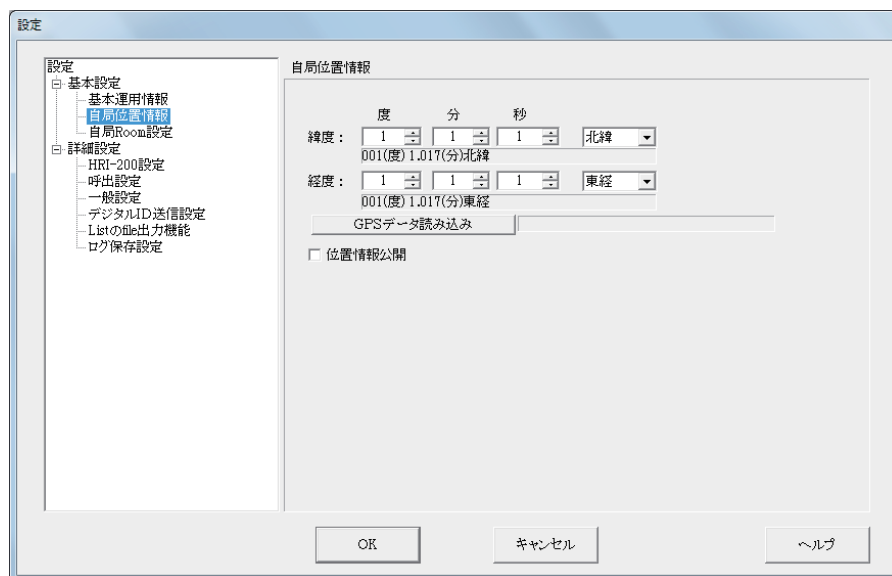 設定
設定
基本設定
基本運用情報
自局位置情報
自局Room設定
詳細設定
HRI-200設定
呼出設定
一般設定
デジタルID送信設定
Listのfile出力機能
ログ保存設定
自局位置情報
度 分 秒
緯度： 1 1 1 北緯
001(度) 1.017(分)北緯
経度： 1 1 1 東経
001(度) 1.017(分)東経
GPSデータ読み込み
位置情報公開
OK キャンセル ヘルプ